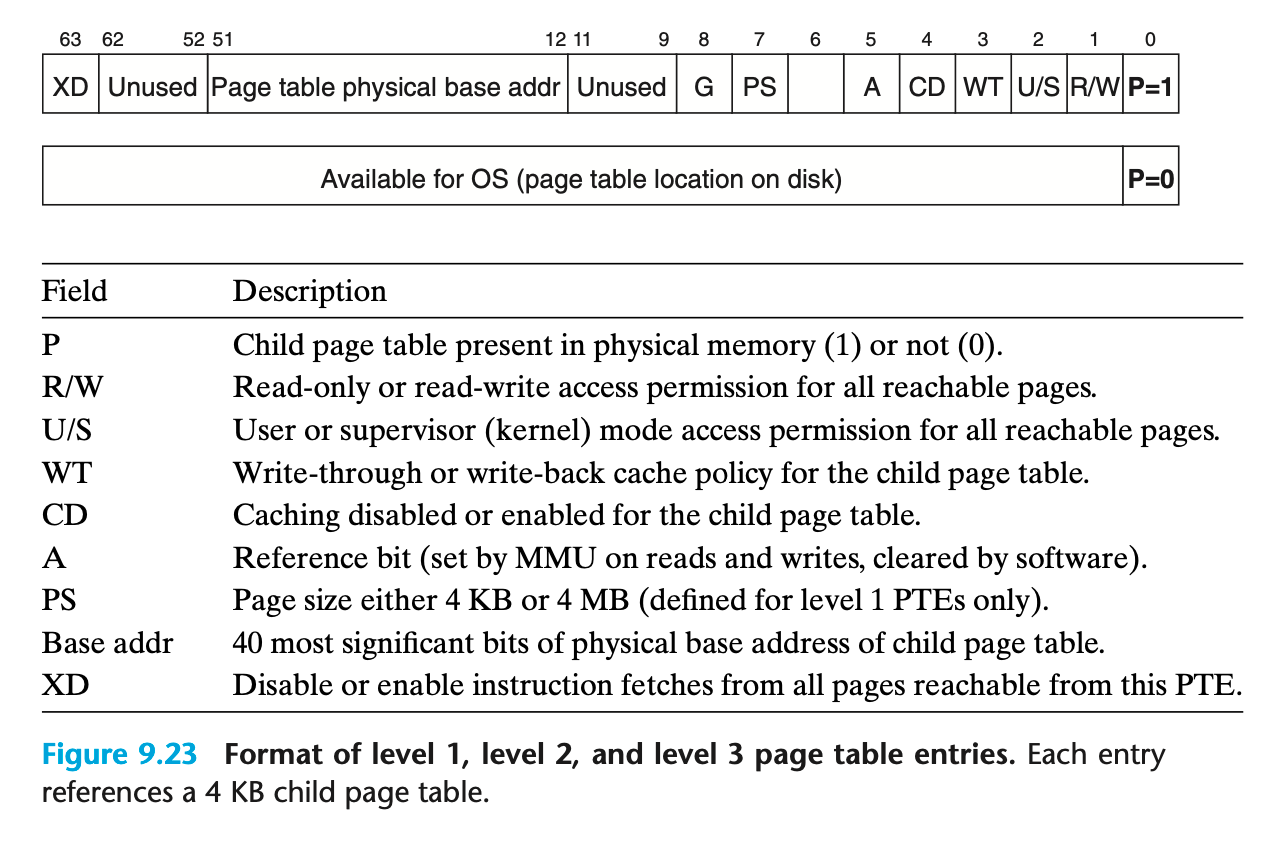 63 62 52 51 12 11 9 8 7 6 5 4 3 2 1 0
XD Unused Page table physical base addr Unused G PS A CD WT U/S R/W P=1
Available for OS (page table location on disk) P=0
Field Description
P Child page table present in physical memory (1) or not (0).
R/W Read-only or read-write access permission for all reachable pages.
U/S User or supervisor (kernel) mode access permission for all reachable pages.
WT Write-through or write-back cache policy for the child page table.
CD Caching disabled or enabled for the child page table.
A Reference bit (set by MMU on reads and writes, cleared by software).
PS Page size either 4 KB or 4 MB (defined for level 1 PTEs only).
Base addr 40 most significant bits of physical base address of child page table.
XD Disable or enable instruction fetches from all pages reachable from this PTE.
Figure 9.23 Format of level 1, level 2, and level 3 page table entries. Each entry
references a 4 KB child page table.